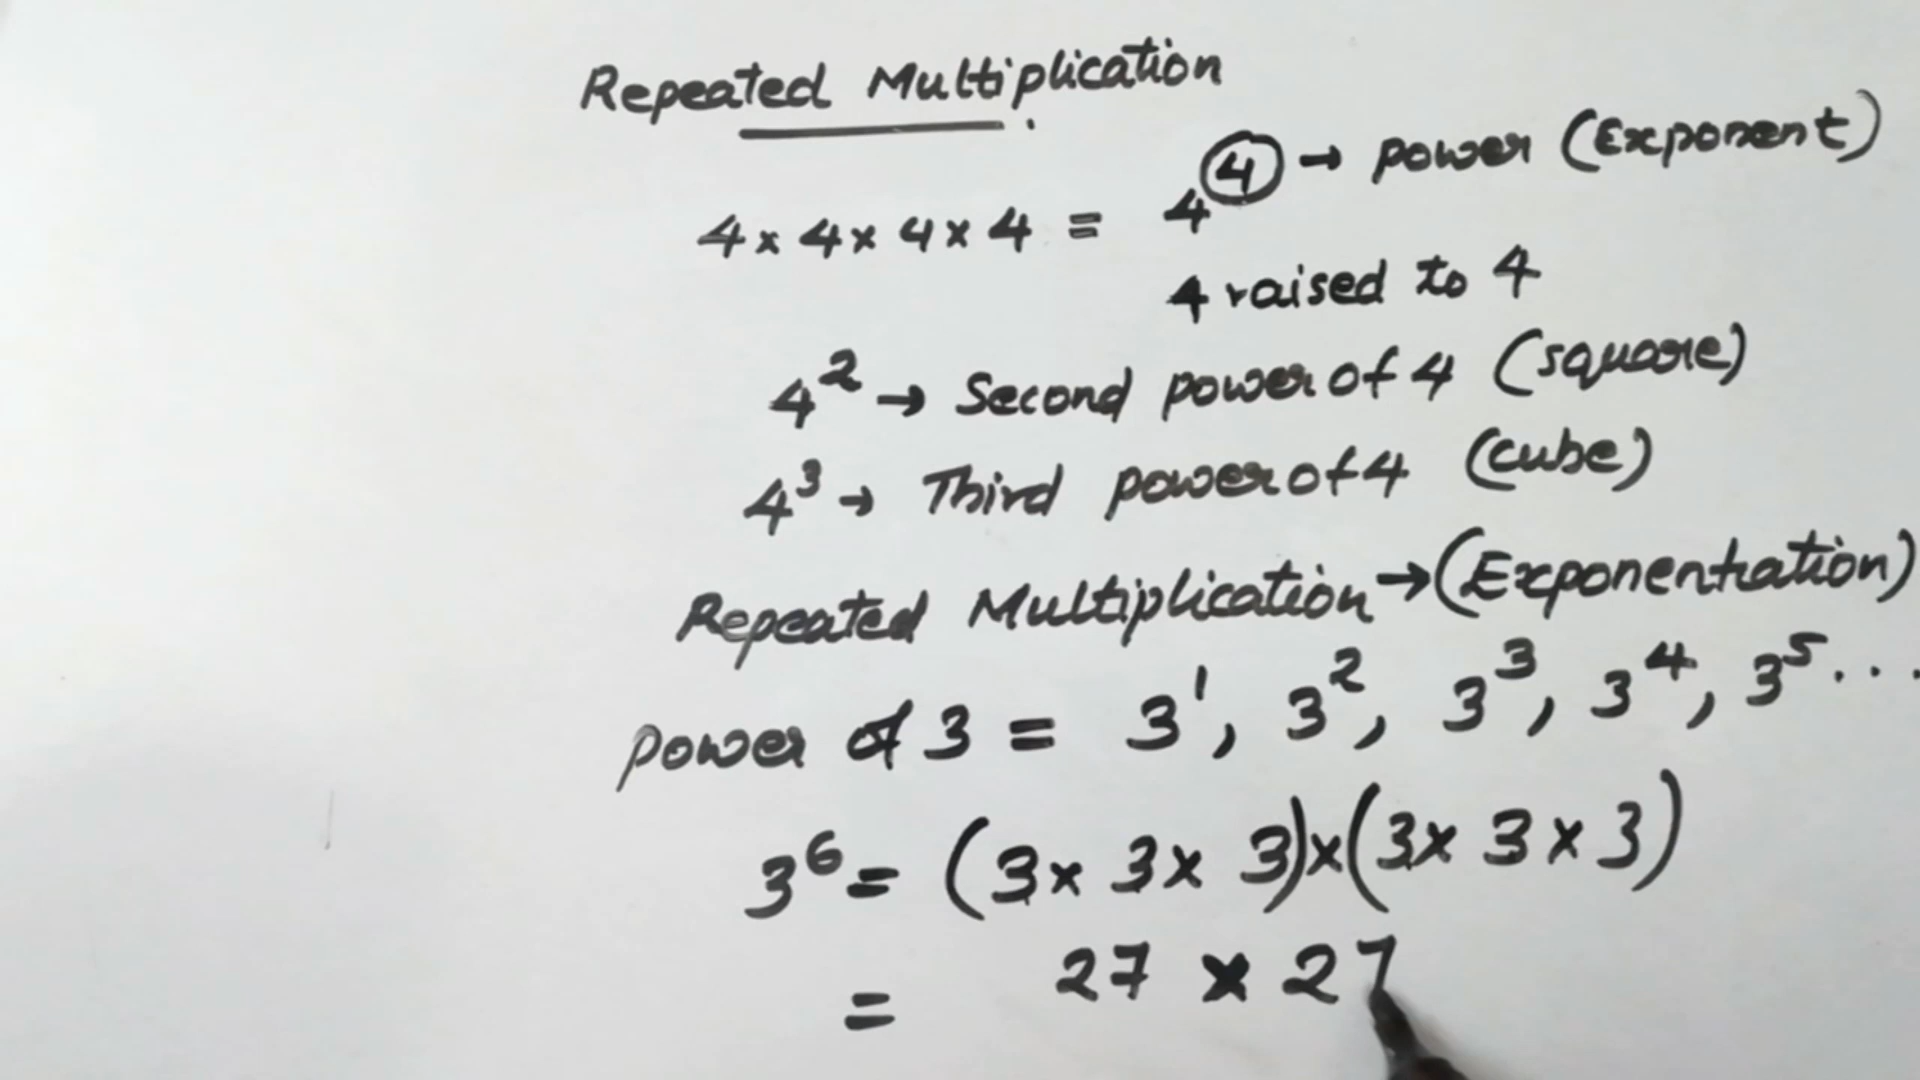 Repeated Multiplication.
4 × 4 × 4 × 4 = 4⁴ → power (Exponent)
4 raised to 4
4² → Second power of 4 (square)
4³ → Third power of 4 (cube)
Repeated Multiplication → (Exponentiation)
power of 3 = 3¹, 3², 3³, 3⁴, 3⁵...
3⁶ = (3 × 3 × 3) × (3 × 3 × 3)
= 27 × 27